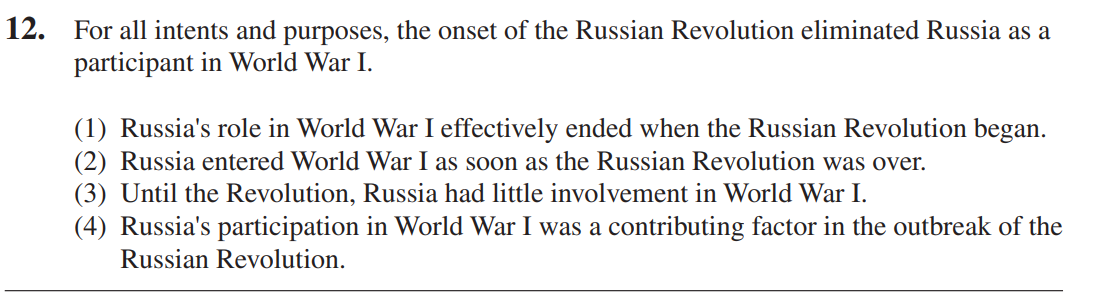 12. For all intents and purposes, the onset of the Russian Revolution eliminated Russia as a
participant in World War I.
(1) Russia's role in World War I effectively ended when the Russian Revolution began.
(2) Russia entered World War I as soon as the Russian Revolution was over.
(3) Until the Revolution, Russia had little involvement in World War I.
(4) Russia's participation in World War I was a contributing factor in the outbreak of the
Russian Revolution.